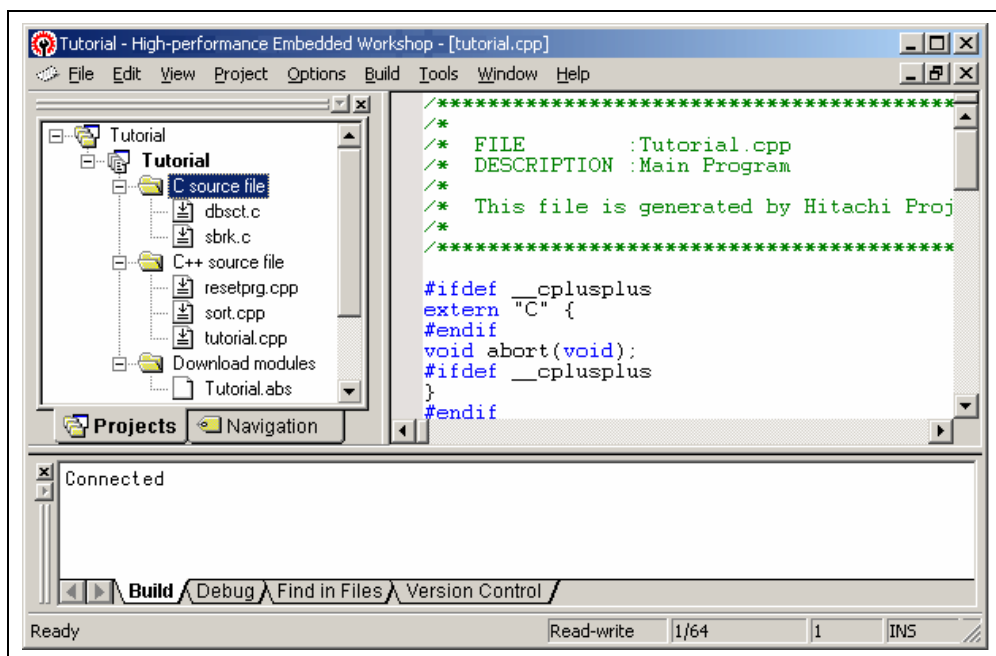 Tutorial - High-performance Embedded Workshop - [tutorial.cpp]
File Edit View Project Options Build Tools Window Help
Tutorial
Tutorial
C source file
dbsct.c
sbrk.c
C++ source file
resetprg.cpp
sort.cpp
tutorial.cpp
Download modules
Tutorial.abs
Projects Navigation
/******************************************
/*
/* FILE :Tutorial.cpp
/* DESCRIPTION :Main Program
/*
/* This file is generated by Hitachi Proj
/*
/******************************************
#ifdef __cplusplus
extern "C" {
#endif
void abort(void);
#ifdef __cplusplus
}
#endif
Connected
Build Debug Find in Files Version Control
Ready Read-write 1/64 1 INS